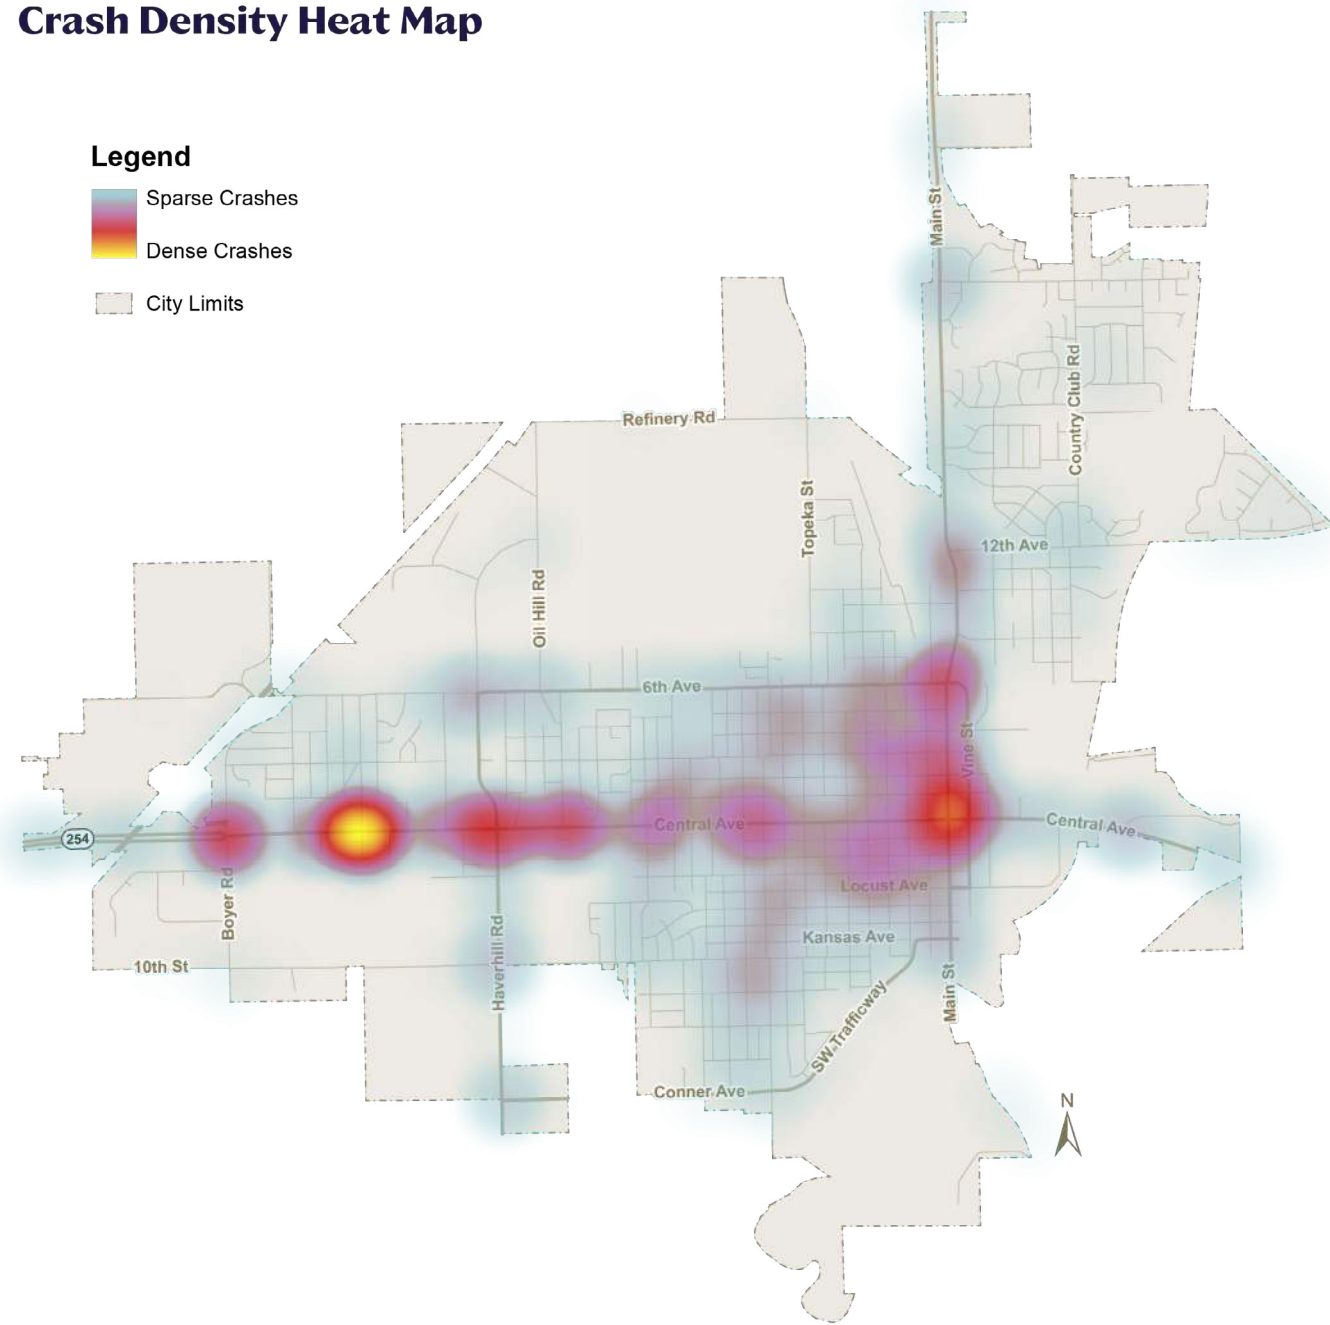 Crash Density Heat Map
Legend
Sparse Crashes
Dense Crashes
City Limits
Main St
Country Club Rd
Refinery Rd
Topeka St
12th Ave
Oil Hill Rd
6th Ave
Vine St
254
Central Ave
Central Ave
Boyer Rd
Locust Ave
Haverhill Rd
Kansas Ave
10th St
Main St
SW Trafficway
Conner Ave
N